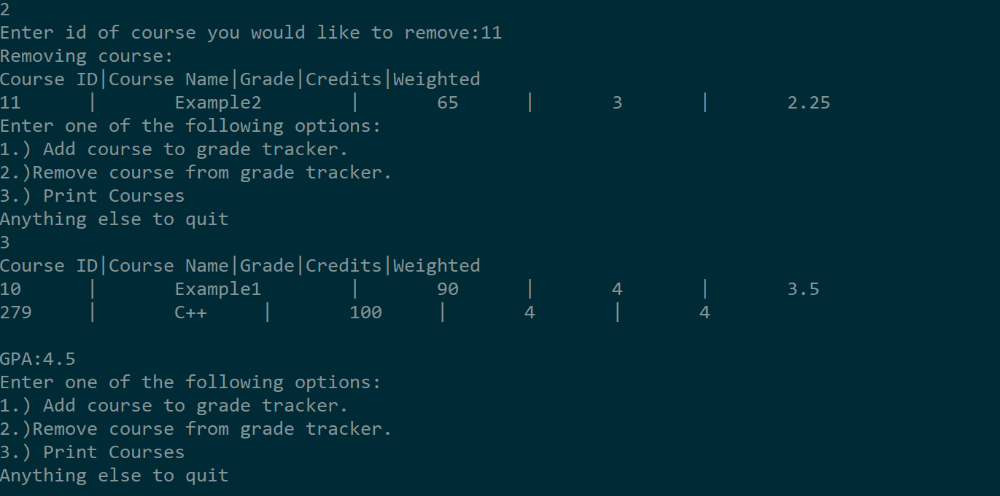 2
Enter id of course you would like to remove:11
Removing course:
Course ID|Course Name|Grade|Credits|Weighted
11 | Example2 | 65 | 3 | 2.25
Enter one of the following options:
1.) Add course to grade tracker.
2.)Remove course from grade tracker.
3.) Print Courses
Anything else to quit
3
Course ID|Course Name|Grade|Credits|Weighted
10 | Example1 | 90 | 4 | 3.5
279 | C++ | 100 | 4 | 4
GPA:4.5
Enter one of the following options:
1.) Add course to grade tracker.
2.)Remove course from grade tracker.
3.) Print Courses
Anything else to quit